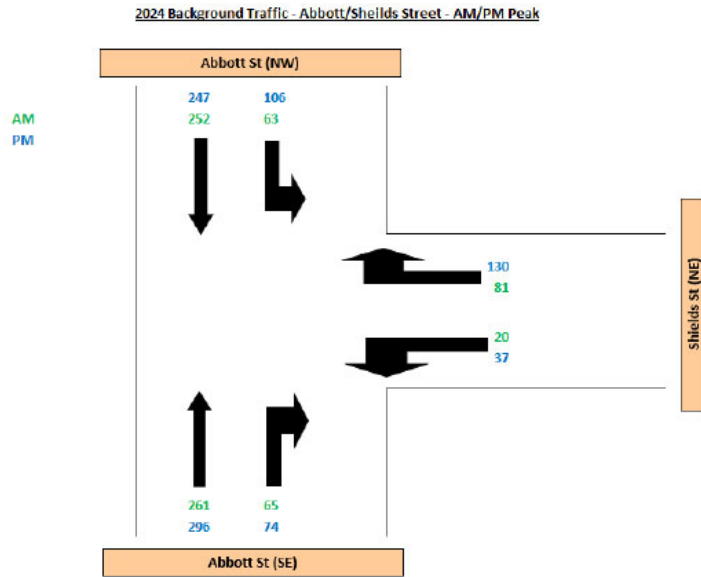 2024 Background Traffic - Abbott/Sheilds Street - AM/PM Peak
Abbott St (NW)
247 106
AM
252 63
PM
130
81
Shields St (NE)
20
37
261 65
296 74
Abbott St (SE)